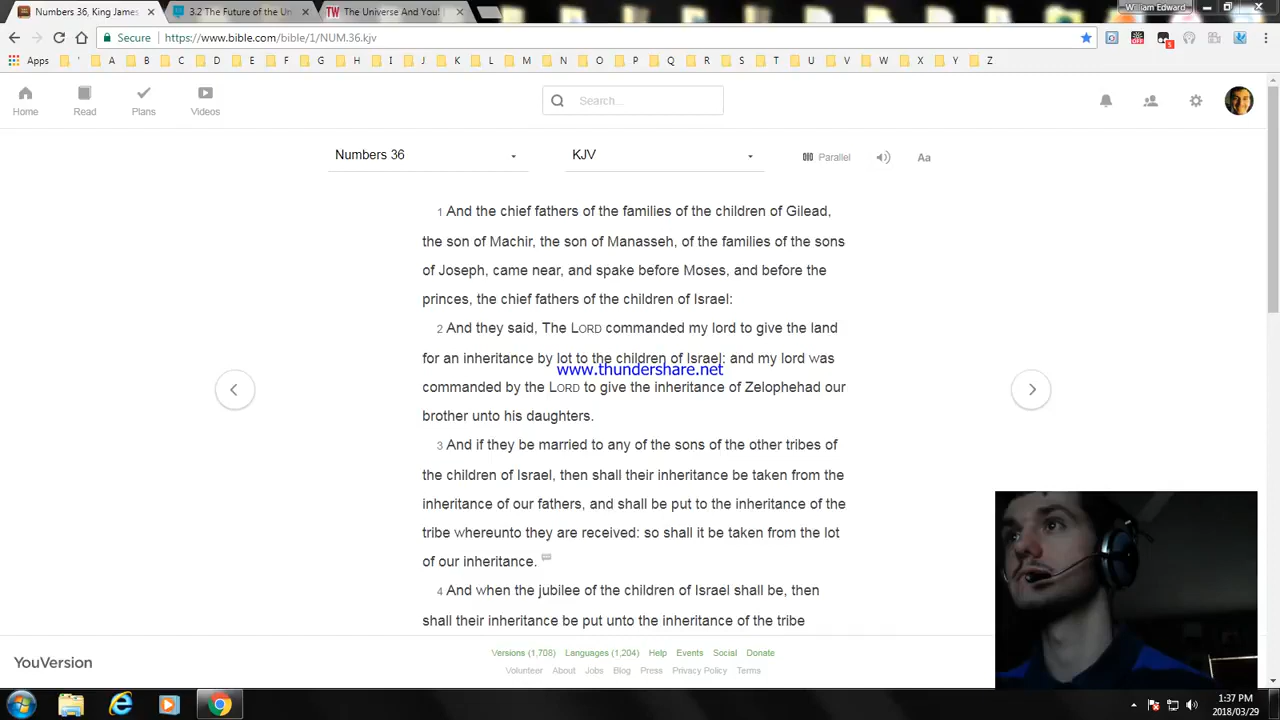 Numbers 36, King James
3.2 The Future of the Un
TW The Universe And You!
William Edward
Secure https://www.bible.com/bible/1/NUM.36.kjv
Apps ' A B C D E F G H I J K L M N O P Q R S T U V W X Y Z
Home Read Plans Videos
Search...
Numbers 36 KJV Parallel Aa
1 And the chief fathers of the families of the children of Gilead,
the son of Machir, the son of Manasseh, of the families of the sons
of Joseph, came near, and spake before Moses, and before the
princes, the chief fathers of the children of Israel:
2 And they said, The LORD commanded my lord to give the land
for an inheritance by lot to the children of Israel: and my lord was
www.thundershare.net
commanded by the LORD to give the inheritance of Zelophehad our
brother unto his daughters.
3 And if they be married to any of the sons of the other tribes of
the children of Israel, then shall their inheritance be taken from the
inheritance of our fathers, and shall be put to the inheritance of the
tribe whereunto they are received: so shall it be taken from the lot
of our inheritance.
4 And when the jubilee of the children of Israel shall be, then
shall their inheritance be put unto the inheritance of the tribe
YouVersion
Versions (1,708) Languages (1,204) Help Events Social Donate
Volunteer About Jobs Blog Press Privacy Policy Terms
1:37 PM
2018/03/29